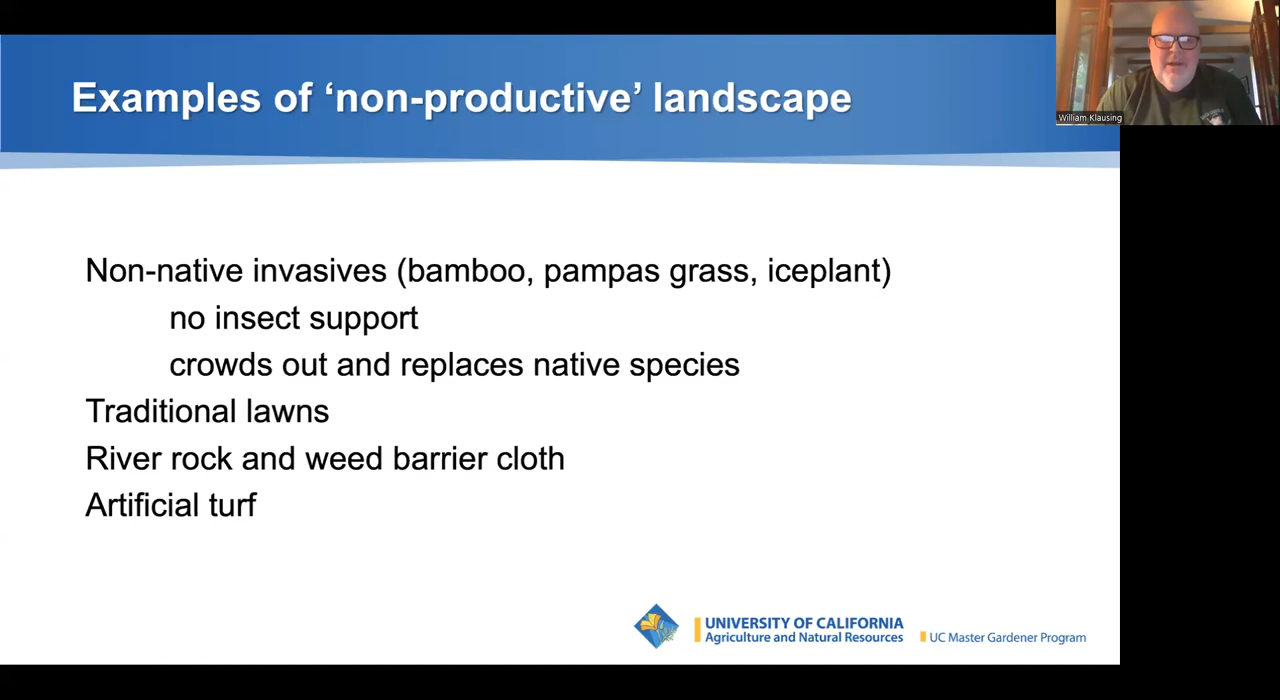 Examples of ‘non-productive’ landscape
William Klausing
Non-native invasives (bamboo, pampas grass, iceplant)
no insect support
crowds out and replaces native species
Traditional lawns
River rock and weed barrier cloth
Artificial turf
UNIVERSITY OF CALIFORNIA
Agriculture and Natural Resources
UC Master Gardener Program